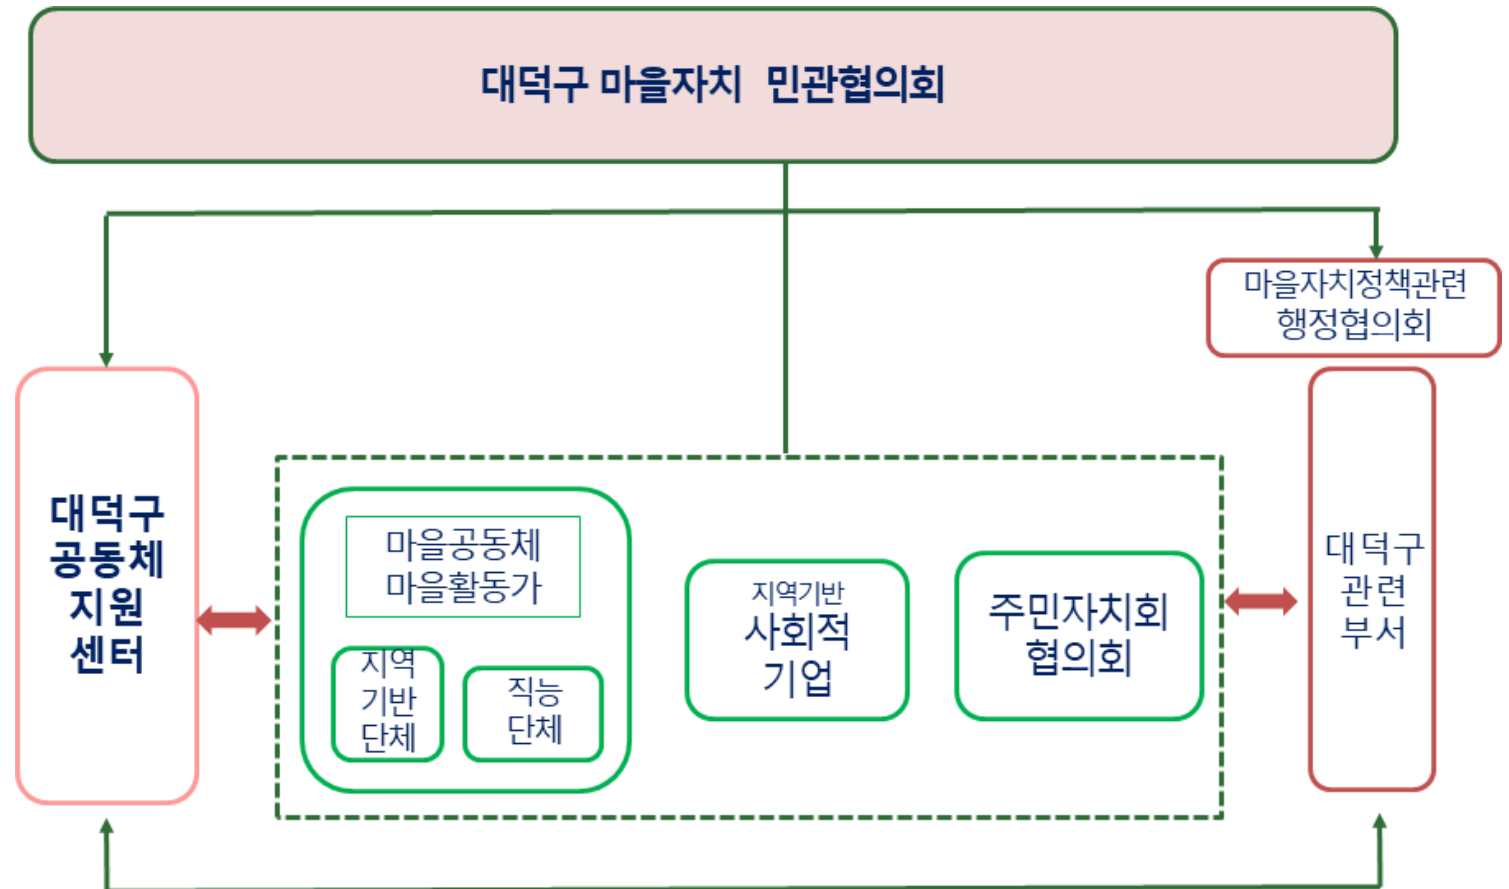 대덕구 마을자치 민관협의회
마을자치정책관련
행정협의회
대덕구
공동체
지원
센터
마을공동체
마을활동가
지역
기반
단체
직능
단체
지역기반
사회적
기업
주민자치회
협의회
대덕구
관련
부서